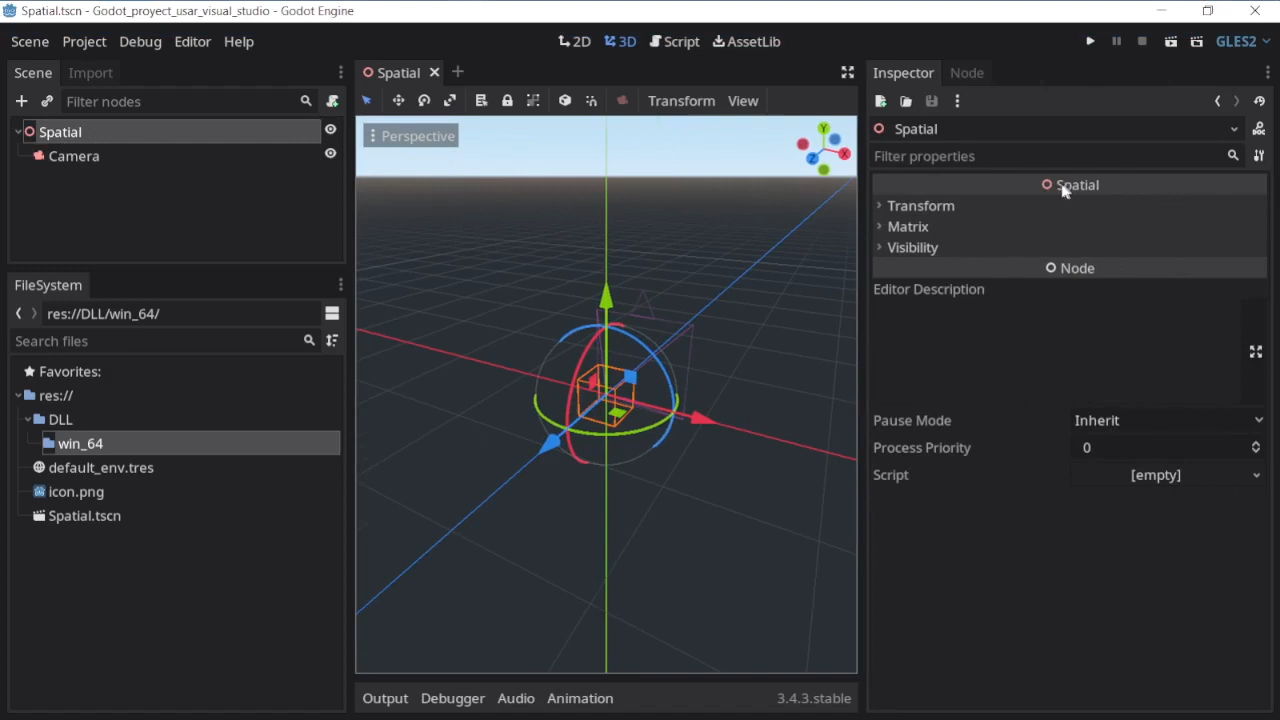 Spatial.tscn - Godot_proyect_usar_visual_studio - Godot Engine
Scene Project Debug Editor Help
2D 3D Script AssetLib
GLES2
Scene Import
Filter nodes
Spatial
Camera
FileSystem
res://DLL/win_64/
Search files
Favorites:
res://
DLL
win_64
default_env.tres
icon.png
Spatial.tscn
Spatial
Transform View
Perspective
Y
X
Z
Output Debugger Audio Animation 3.4.3.stable
Inspector Node
Spatial
Filter properties
Spatial
Transform
Matrix
Visibility
Node
Editor Description
Pause Mode Inherit
Process Priority 0
Script [empty]